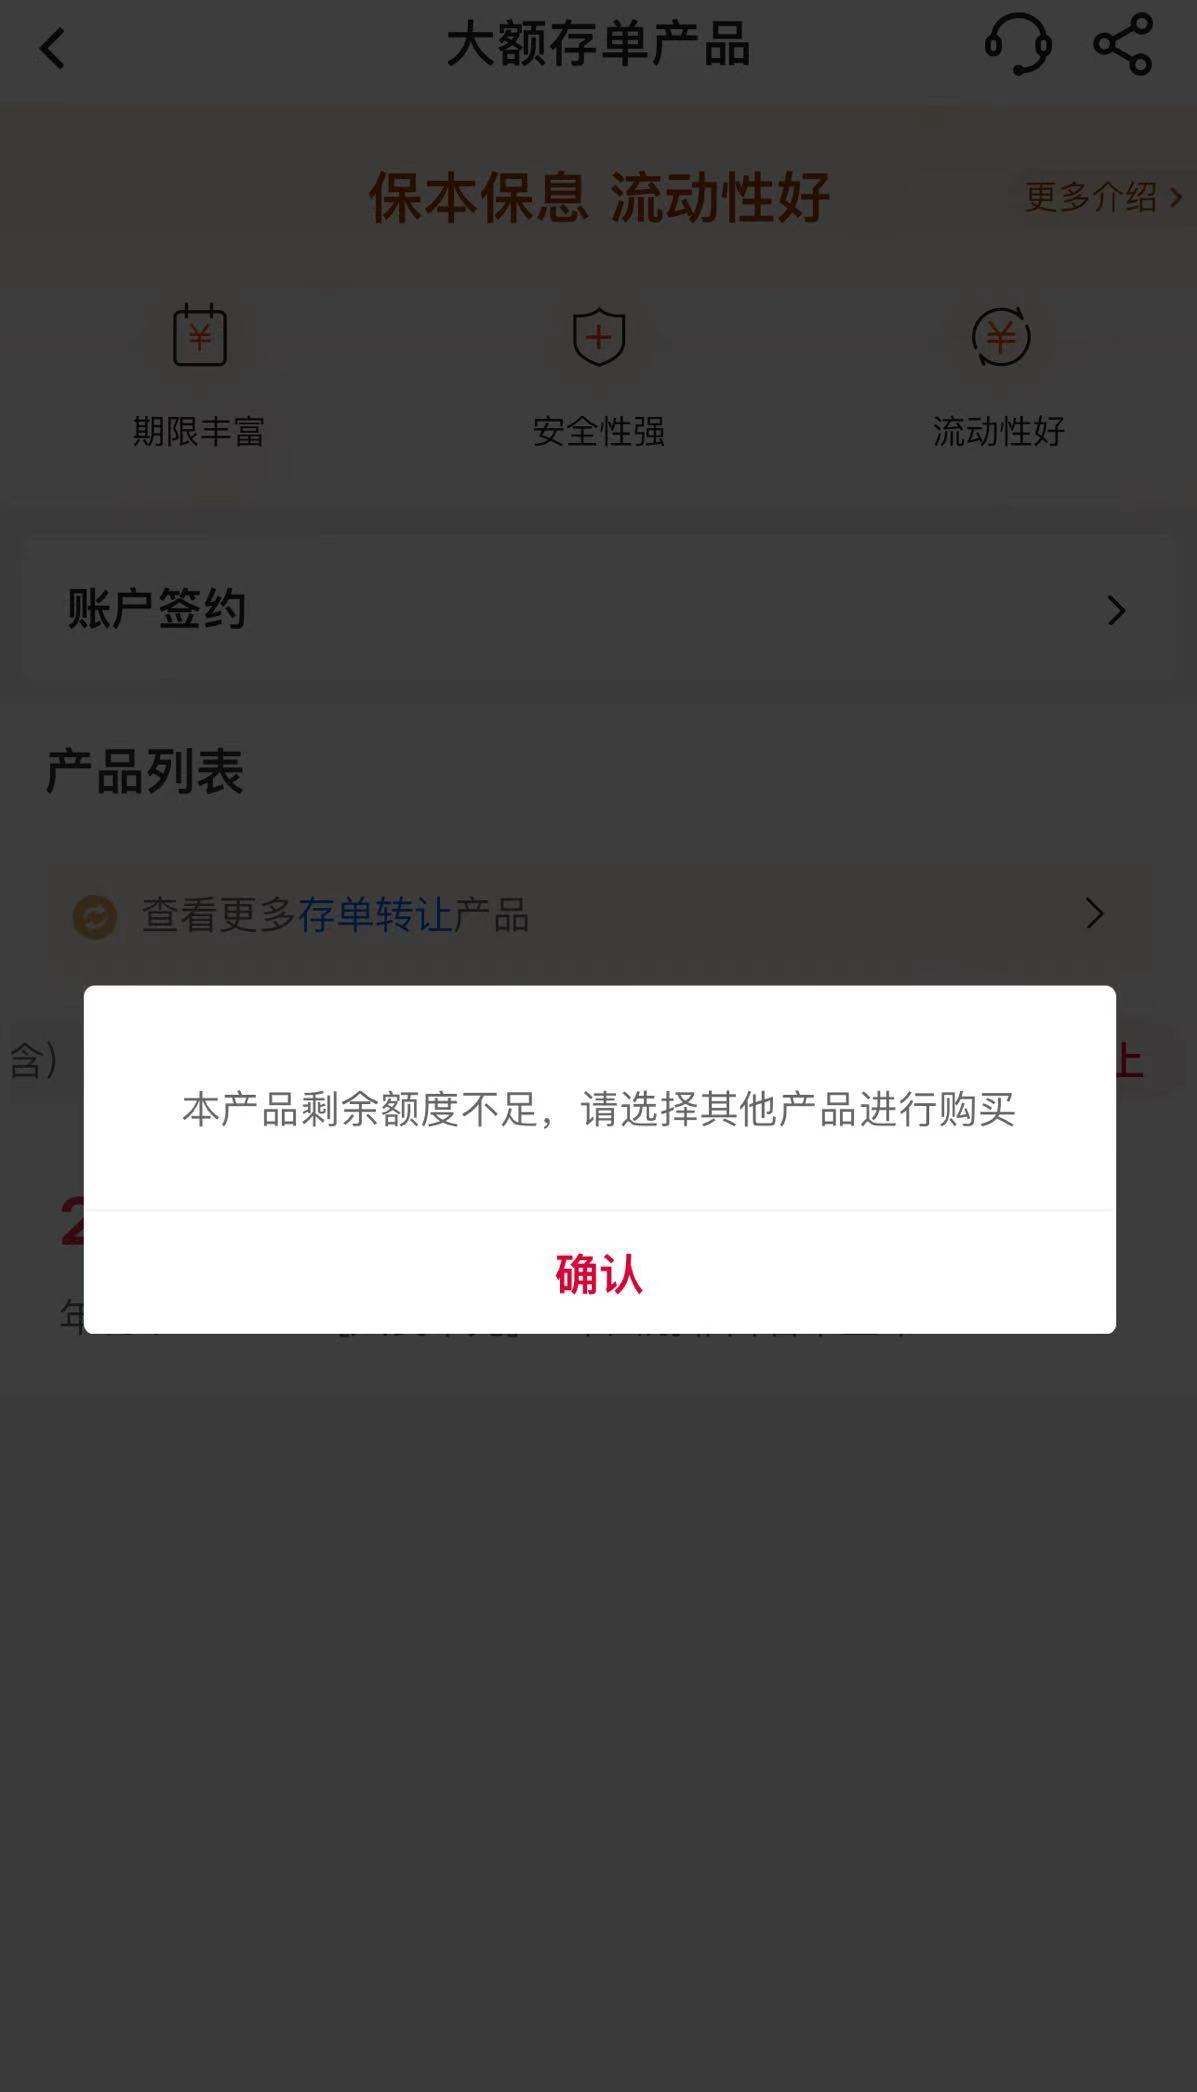 大额存单产品
保本保息 流动性好
更多介绍
期限丰富
安全性强
流动性好
账户签约
产品列表
查看更多存单转让产品
含）
上
本产品剩余额度不足，请选择其他产品进行购买
2
年
确认